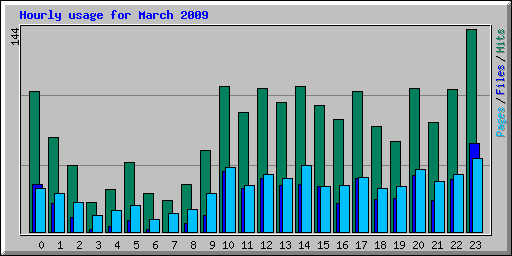 Hourly usage for March 2009
144
Pages / Files / Hits
0 1 2 3 4 5 6 7 8 9 10 11 12 13 14 15 16 17 18 19 20 21 22 23